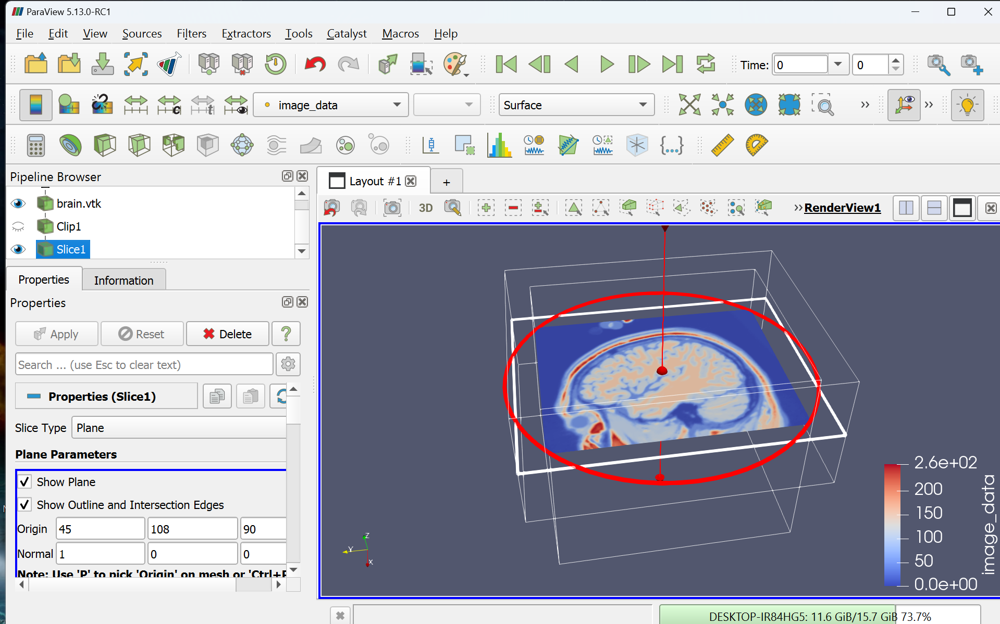 ParaView 5.13.0-RC1
File Edit View Sources Filters Extractors Tools Catalyst Macros Help
Time: 0 0
image_data Surface
Pipeline Browser
Layout #1 +
brain.vtk
Clip1
Slice1
3D
RenderView1
Properties Information
Properties
Apply Reset Delete ?
Search ... (use Esc to clear text)
Properties (Slice1)
Slice Type Plane
Plane Parameters
Show Plane
Show Outline and Intersection Edges
Origin 45 108 90
Normal 1 0 0
Note: Use 'P' to pick 'Origin' on mesh or 'Ctrl+P
Z
Y
X
2.6e+02
200
150
100
50
0.0e+00
image_data
DESKTOP-IR84HG5: 11.6 GiB/15.7 GiB 73.7%